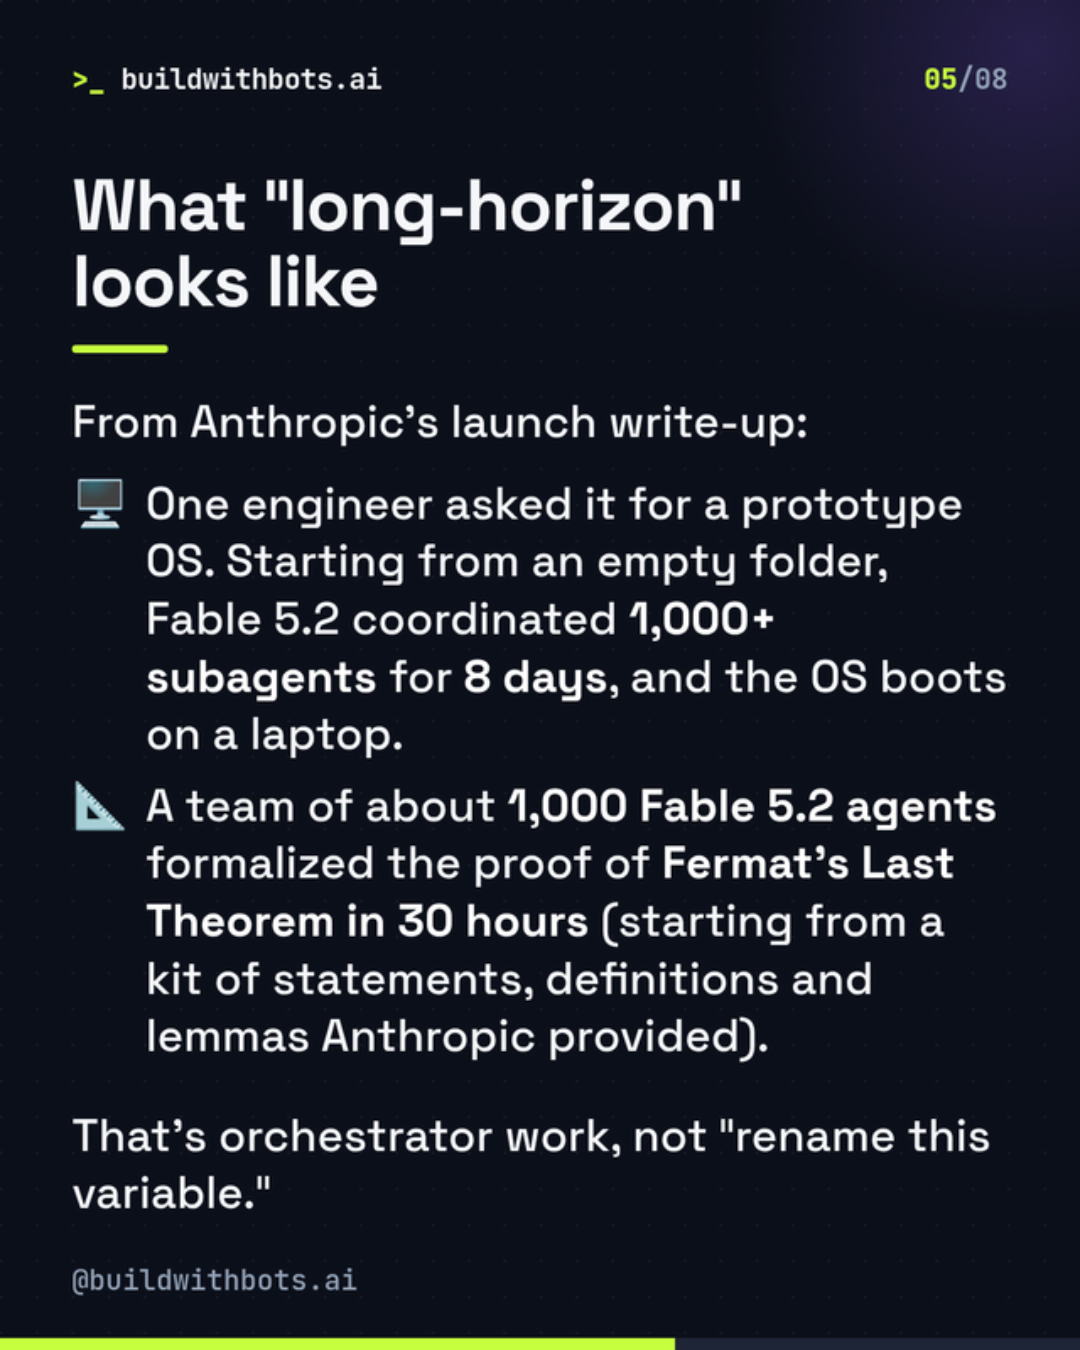 >_ buildwithbots.ai
05/08
What "long-horizon"
looks like
From Anthropic’s launch write-up:
One engineer asked it for a prototype
OS. Starting from an empty folder,
Fable 5.2 coordinated 1,000+
subagents for 8 days, and the OS boots
on a laptop.
A team of about 1,000 Fable 5.2 agents
formalized the proof of Fermat’s Last
Theorem in 30 hours (starting from a
kit of statements, definitions and
lemmas Anthropic provided).
That’s orchestrator work, not "rename this
variable."
@buildwithbots.ai